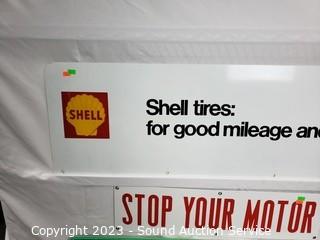 SHELL
Shell tires:
for good mileage and
STOP YOUR MOTOR
Copyright 2023 - Sound Auction Service